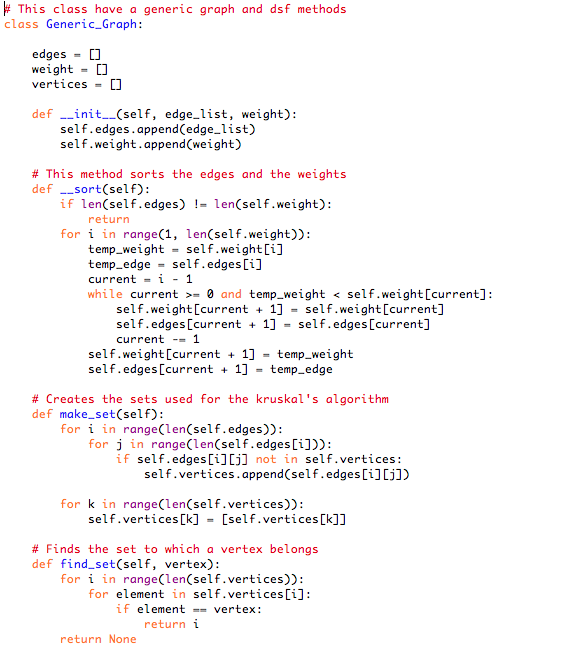 # This class have a generic graph and dsf methods
class Generic_Graph:

    edges = []
    weight = []
    vertices = []

    def __init__(self, edge_list, weight):
        self.edges.append(edge_list)
        self.weight.append(weight)

    # This method sorts the edges and the weights
    def __sort(self):
        if len(self.edges) != len(self.weight):
            return
        for i in range(1, len(self.weight)):
            temp_weight = self.weight[i]
            temp_edge = self.edges[i]
            current = i - 1
            while current >= 0 and temp_weight < self.weight[current]:
                self.weight[current + 1] = self.weight[current]
                self.edges[current + 1] = self.edges[current]
                current -= 1
            self.weight[current + 1] = temp_weight
            self.edges[current + 1] = temp_edge

    # Creates the sets used for the kruskal's algorithm
    def make_set(self):
        for i in range(len(self.edges)):
            for j in range(len(self.edges[i])):
                if self.edges[i][j] not in self.vertices:
                    self.vertices.append(self.edges[i][j])

        for k in range(len(self.vertices)):
            self.vertices[k] = [self.vertices[k]]

    # Finds the set to which a vertex belongs
    def find_set(self, vertex):
        for i in range(len(self.vertices)):
            for element in self.vertices[i]:
                if element == vertex:
                    return i
        return None